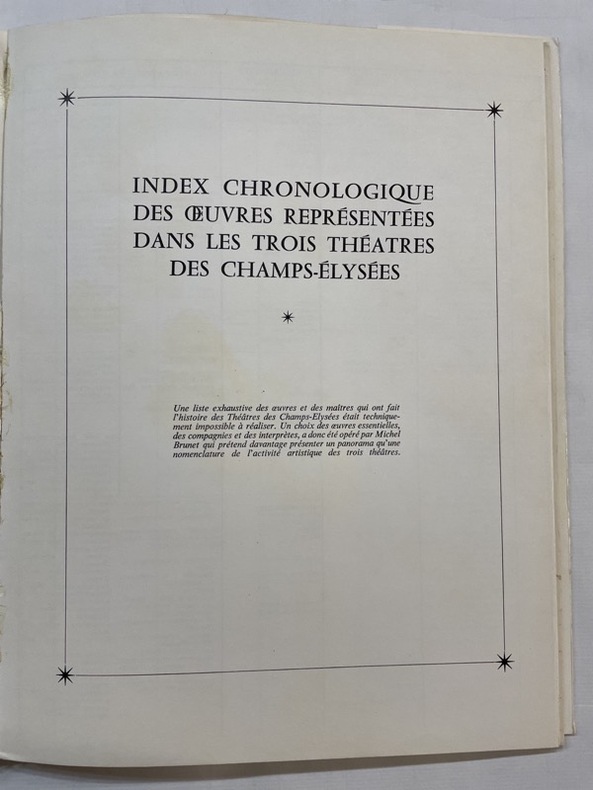 INDEX CHRONOLOGIQUE
DES ŒUVRES REPRÉSENTÉES
DANS LES TROIS THÉATRES
DES CHAMPS-ÉLYSÉES
Une liste exhaustive des œuvres et des maîtres qui ont fait
l'histoire des Théâtres des Champs-Elysées était technique-
ment impossible à réaliser. Un choix des œuvres essentielles,
des compagnies et des interprètes, a donc été opéré par Michel
Brunet qui prétend davantage présenter un panorama qu'une
nomenclature de l'activité artistique des trois théâtres.